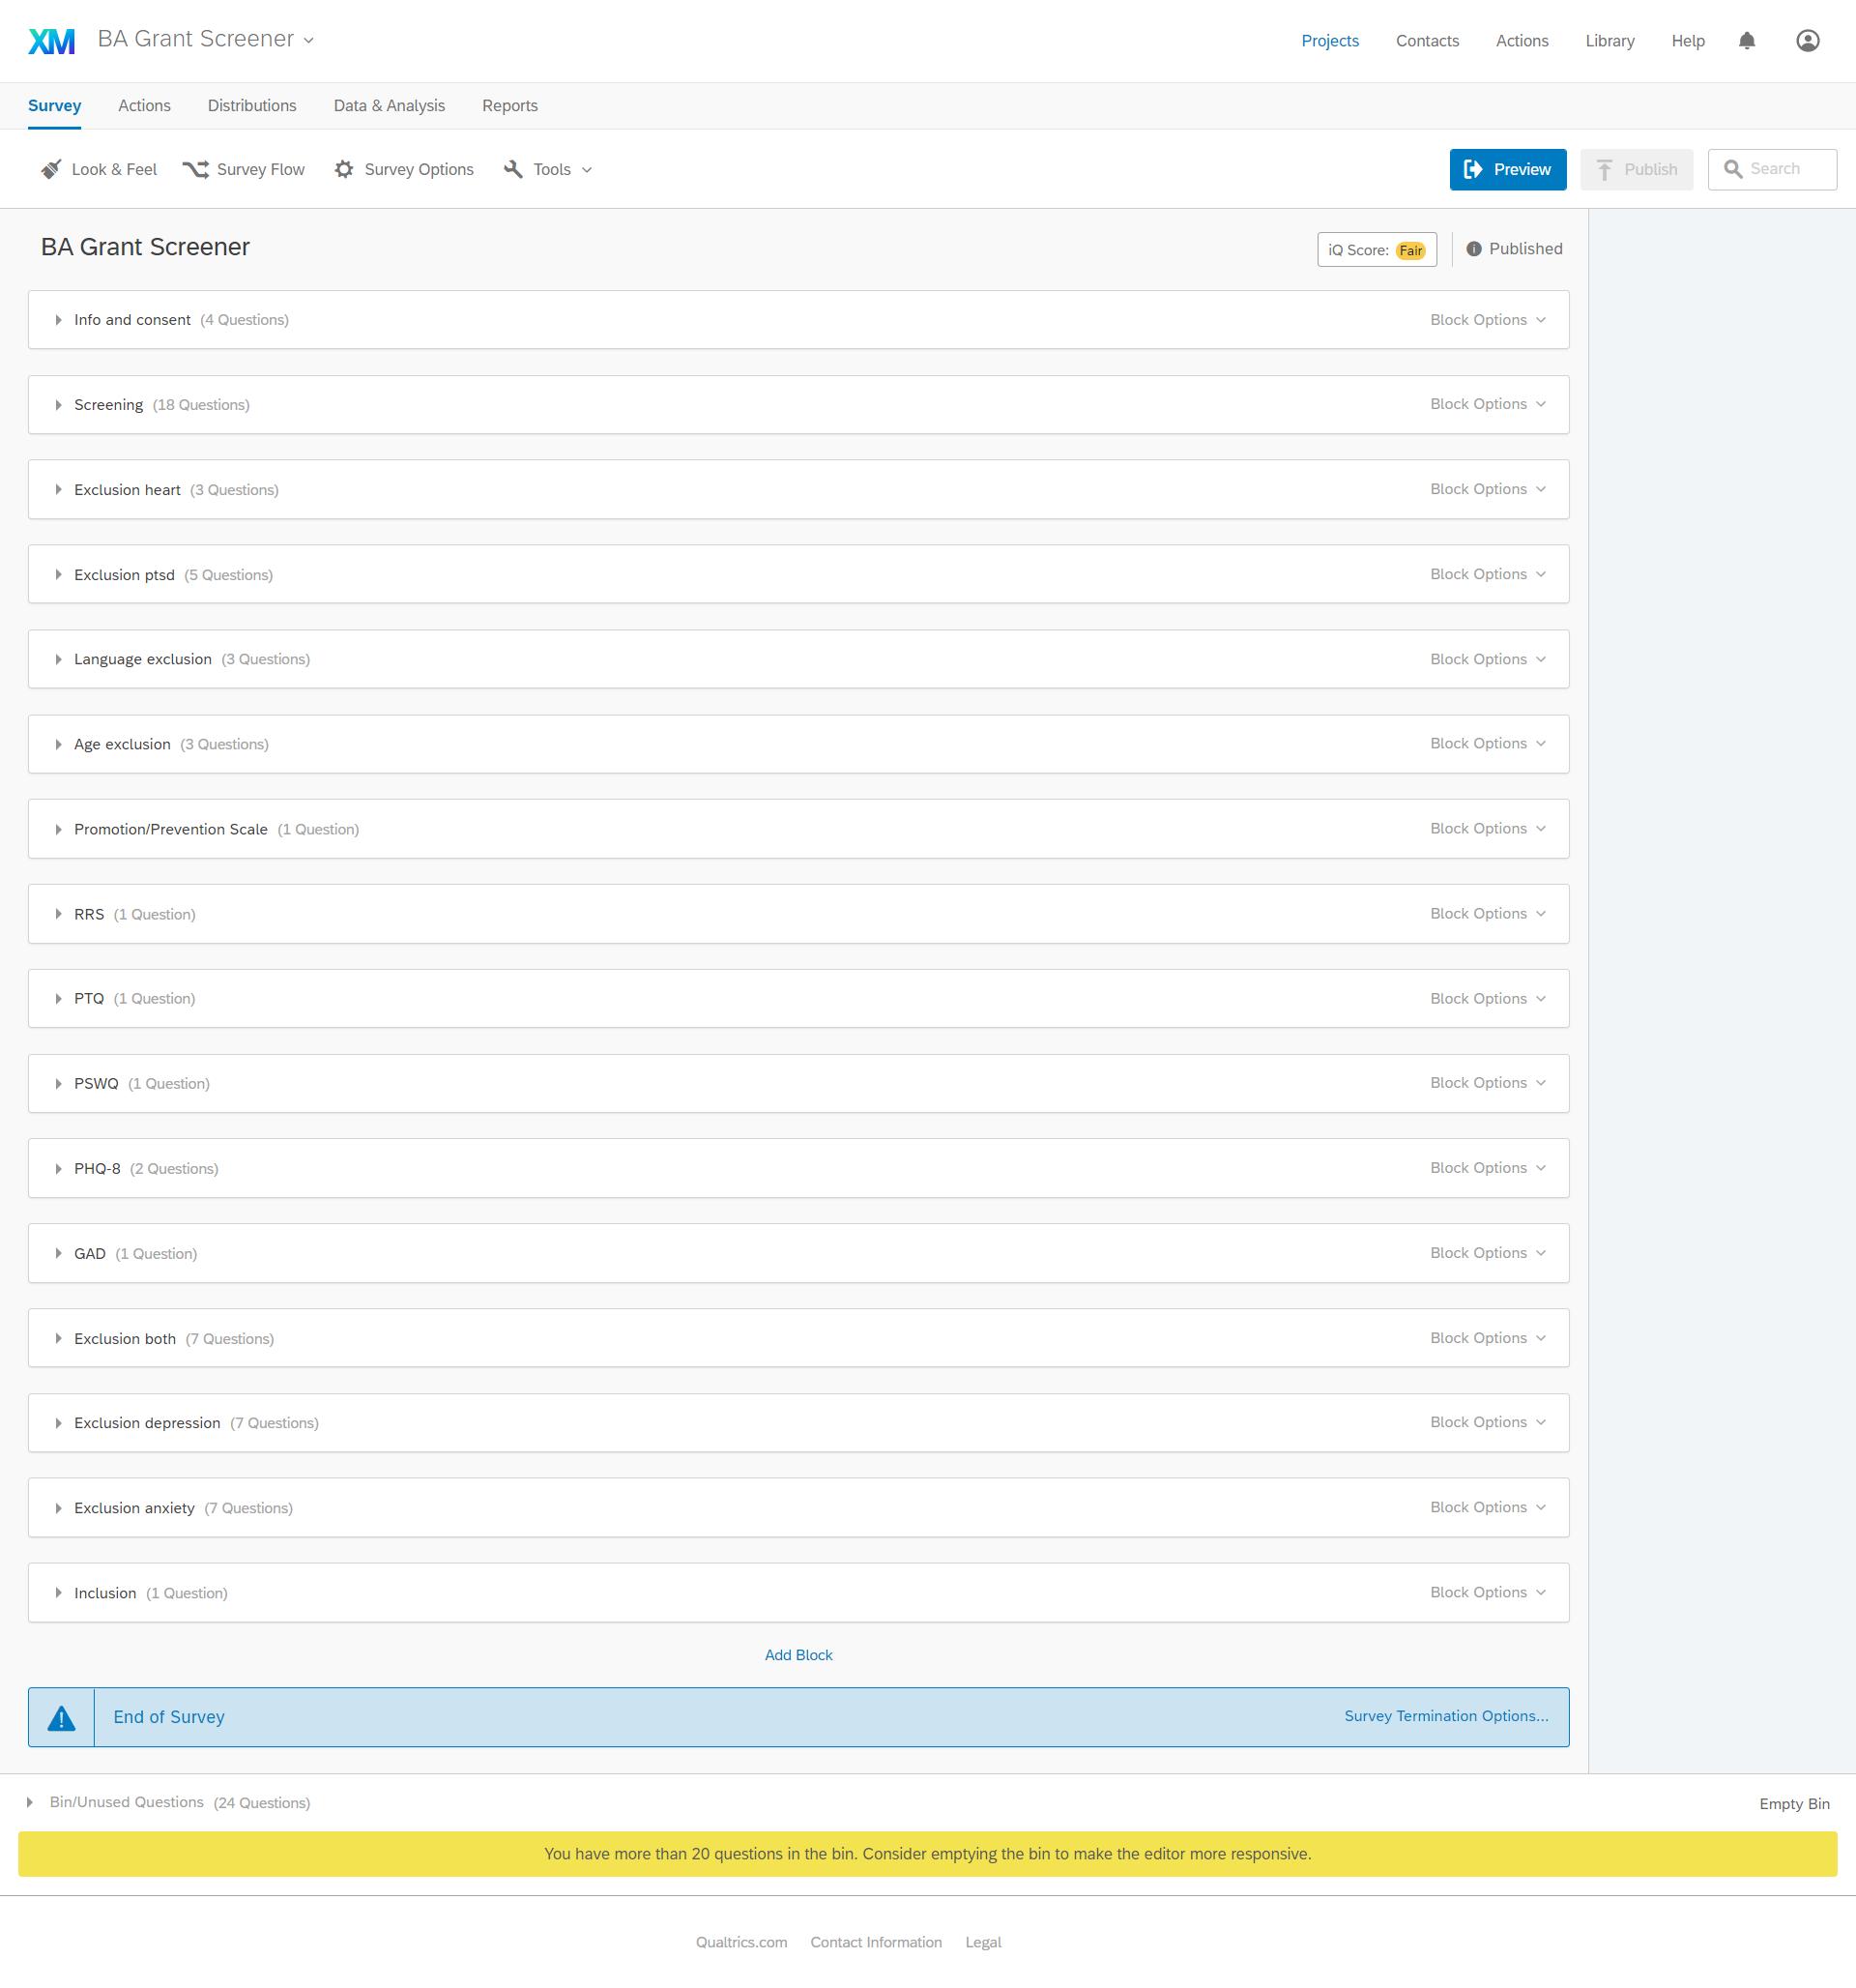 XM BA Grant Screener Projects Contacts Actions Library Help
Survey Actions Distributions Data & Analysis Reports
Look & Feel Survey Flow Survey Options Tools Preview Publish Search
BA Grant Screener iQ Score: Fair Published
Info and consent (4 Questions) Block Options
Screening (18 Questions) Block Options
Exclusion heart (3 Questions) Block Options
Exclusion ptsd (5 Questions) Block Options
Language exclusion (3 Questions) Block Options
Age exclusion (3 Questions) Block Options
Promotion/Prevention Scale (1 Question) Block Options
RRS (1 Question) Block Options
PTQ (1 Question) Block Options
PSWQ (1 Question) Block Options
PHQ-8 (2 Questions) Block Options
GAD (1 Question) Block Options
Exclusion both (7 Questions) Block Options
Exclusion depression (7 Questions) Block Options
Exclusion anxiety (7 Questions) Block Options
Inclusion (1 Question) Block Options
Add Block
End of Survey Survey Termination Options...
Bin/Unused Questions (24 Questions) Empty Bin
You have more than 20 questions in the bin. Consider emptying the bin to make the editor more responsive.
Qualtrics.com Contact Information Legal